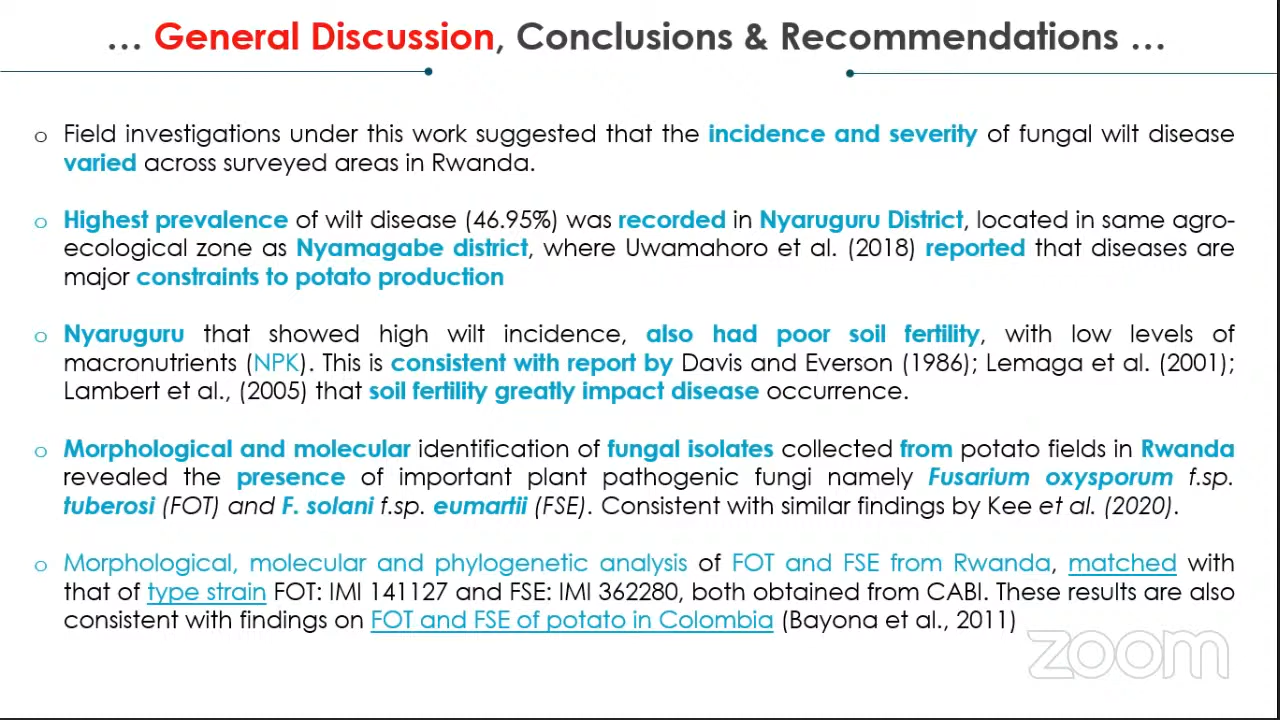 ... General Discussion, Conclusions & Recommendations ...
o Field investigations under this work suggested that the incidence and severity of fungal wilt disease
varied across surveyed areas in Rwanda.
o Highest prevalence of wilt disease (46.95%) was recorded in Nyaruguru District, located in same agro-
ecological zone as Nyamagabe district, where Uwamahoro et al. (2018) reported that diseases are
major constraints to potato production
o Nyaruguru that showed high wilt incidence, also had poor soil fertility, with low levels of
macronutrients (NPK). This is consistent with report by Davis and Everson (1986); Lemaga et al. (2001);
Lambert et al., (2005) that soil fertility greatly impact disease occurrence.
o Morphological and molecular identification of fungal isolates collected from potato fields in Rwanda
revealed the presence of important plant pathogenic fungi namely Fusarium oxysporum f.sp.
tuberosi (FOT) and F. solani f.sp. eumartii (FSE). Consistent with similar findings by Kee et al. (2020).
o Morphological, molecular and phylogenetic analysis of FOT and FSE from Rwanda, matched with
that of type strain FOT: IMI 141127 and FSE: IMI 362280, both obtained from CABI. These results are also
consistent with findings on FOT and FSE of potato in Colombia (Bayona et al., 2011)
zoom